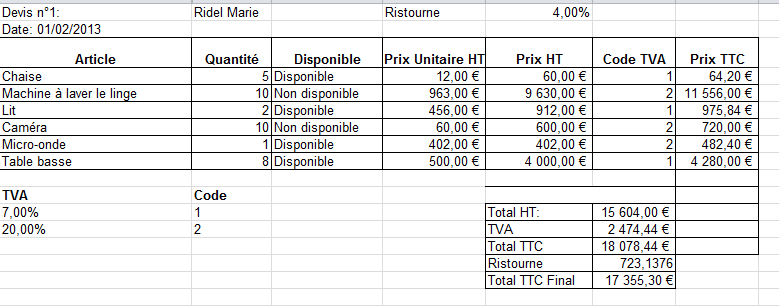 Devis n°1: Ridel Marie Ristourne 4,00%
Date: 01/02/2013
Article Quantité Disponible Prix Unitaire HT Prix HT Code TVA Prix TTC
Chaise 5 Disponible 12,00 € 60,00 € 1 64,20 €
Machine à laver le linge 10 Non disponible 963,00 € 9 630,00 € 2 11 556,00 €
Lit 2 Disponible 456,00 € 912,00 € 1 975,84 €
Caméra 10 Non disponible 60,00 € 600,00 € 2 720,00 €
Micro-onde 1 Disponible 402,00 € 402,00 € 2 482,40 €
Table basse 8 Disponible 500,00 € 4 000,00 € 1 4 280,00 €
TVA Code
7,00% 1 Total HT: 15 604,00 €
20,00% 2 TVA 2 474,44 €
Total TTC 18 078,44 €
Ristourne 723,1376
Total TTC Final 17 355,30 €